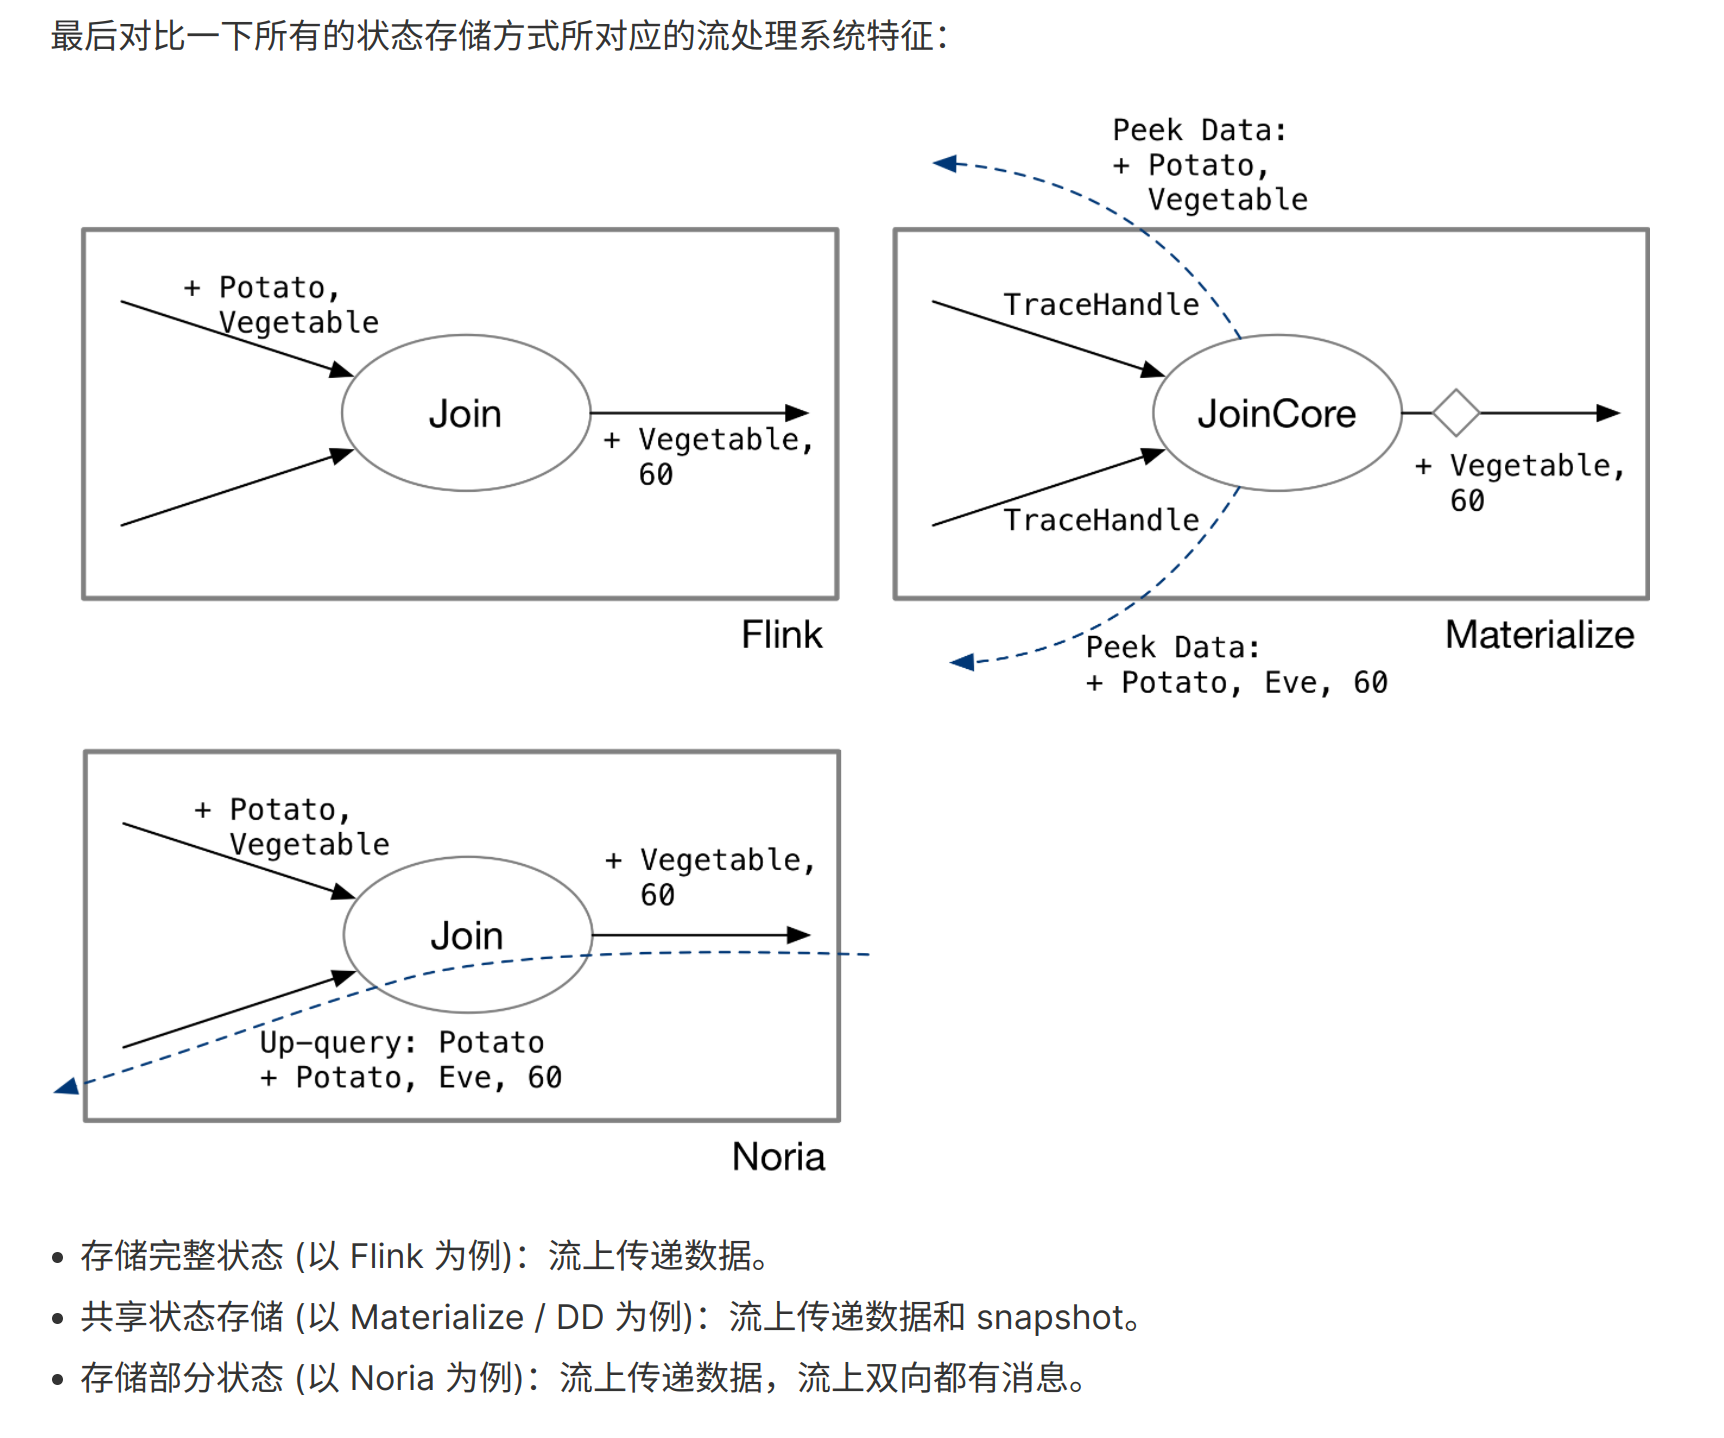 最后对比一下所有的状态存储方式所对应的流处理系统特征：
+ Potato,
Vegetable
Join
+ Vegetable,
60
Flink
Peek Data:
+ Potato,
Vegetable
TraceHandle
JoinCore
+ Vegetable,
60
TraceHandle
Materialize
Peek Data:
+ Potato, Eve, 60
+ Potato,
Vegetable
+ Vegetable,
60
Join
Up-query: Potato
+ Potato, Eve, 60
Noria
• 存储完整状态 (以 Flink 为例)：流上传递数据。
• 共享状态存储 (以 Materialize / DD 为例)：流上传递数据和 snapshot。
• 存储部分状态 (以 Noria 为例)：流上传递数据，流上双向都有消息。